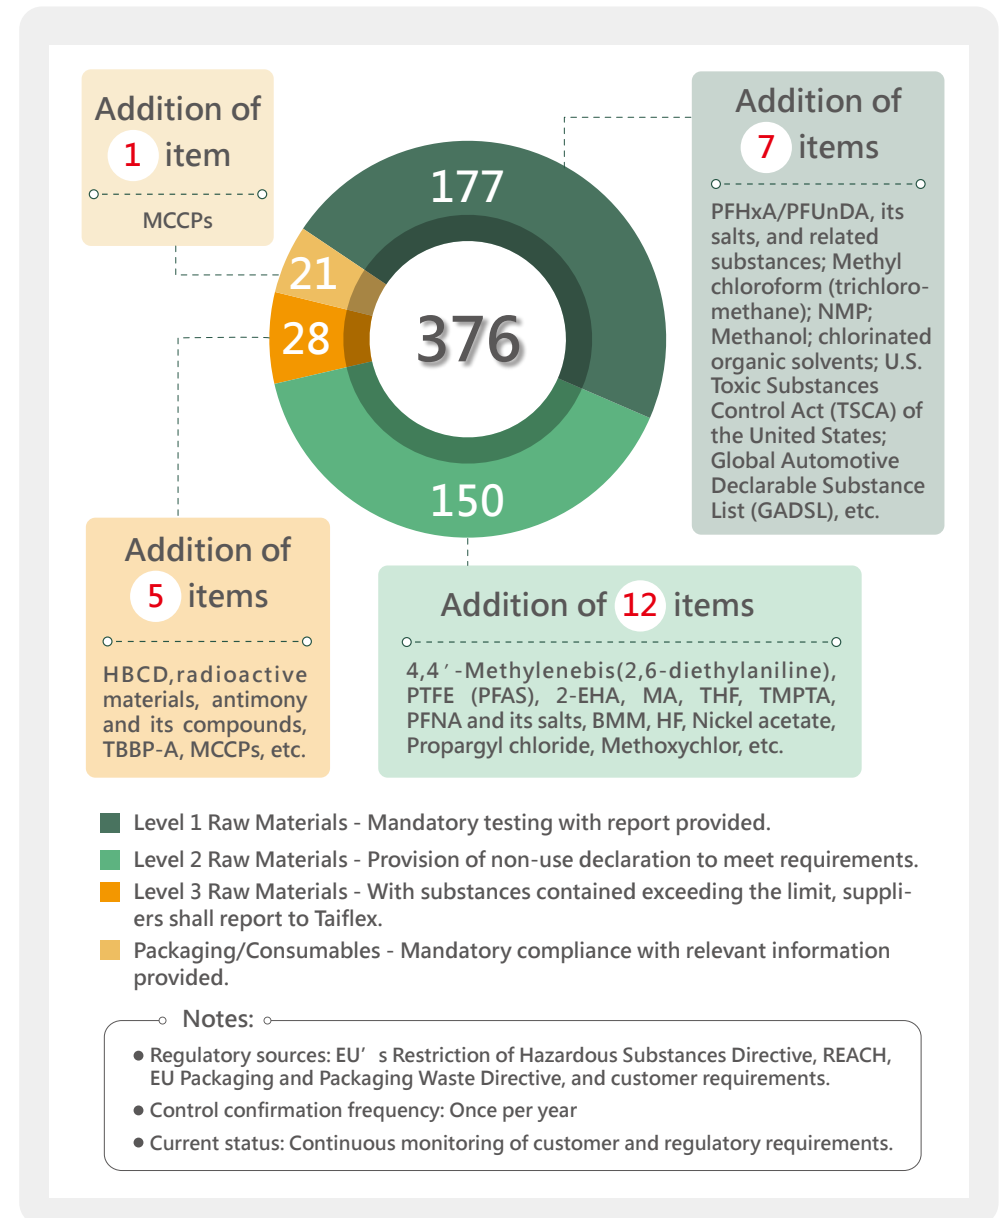 Addition of
1 item
MCCPs
Addition of
7 items
PFHxA/PFUnDA, its
salts, and related
substances; Methyl
chloroform (trichloro-
methane); NMP;
Methanol; chlorinated
organic solvents; U.S.
Toxic Substances
Control Act (TSCA) of
the United States;
Global Automotive
Declarable Substance
List (GADSL), etc.
177
21
28
376
150
Addition of
5 items
HBCD,radioactive
materials, antimony
and its compounds,
TBBP-A, MCCPs, etc.
Addition of 12 items
4,4′-Methylenebis(2,6-diethylaniline),
PTFE (PFAS), 2-EHA, MA, THF, TMPTA,
PFNA and its salts, BMM, HF, Nickel acetate,
Propargyl chloride, Methoxychlor, etc.
Level 1 Raw Materials - Mandatory testing with report provided.
Level 2 Raw Materials - Provision of non-use declaration to meet requirements.
Level 3 Raw Materials - With substances contained exceeding the limit, suppli-
ers shall report to Taiflex.
Packaging/Consumables - Mandatory compliance with relevant information
provided.
Notes:
● Regulatory sources: EU’s Restriction of Hazardous Substances Directive, REACH,
EU Packaging and Packaging Waste Directive, and customer requirements.
● Control confirmation frequency: Once per year
● Current status: Continuous monitoring of customer and regulatory requirements.